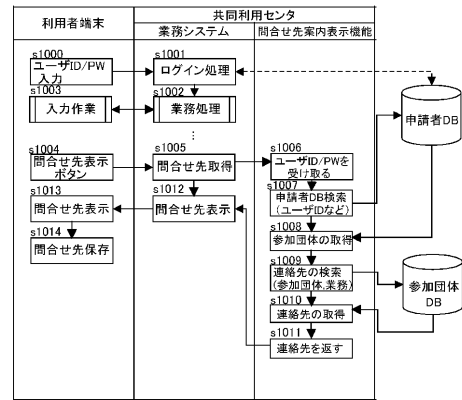 利用者端末
共同利用センタ
業務システム
問合せ先案内表示機能
s1000
ユーザID/PW
入力
s1001
ログイン処理
s1003
入力作業
s1002
業務処理
⋮
s1004
問合せ先表示
ボタン
s1005
問合せ先取得
s1006
ユーザID/PWを
受け取る
s1007
申請者DB検索
(ユーザIDなど)
s1008
参加団体の取得
s1009
連絡先の検索
(参加団体,業務)
s1010
連絡先の取得
s1011
連絡先を返す
s1012
問合せ先表示
s1013
問合せ先表示
s1014
問合せ先保存
申請者DB
参加団体
DB